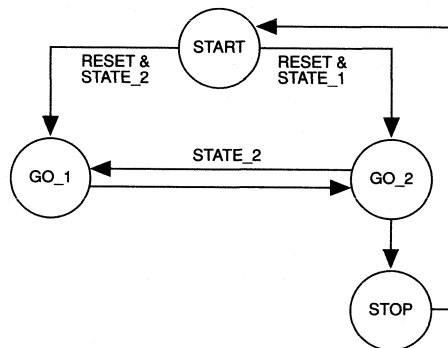 START
RESET &
STATE_2
RESET &
STATE_1
STATE_2
GO_1
GO_2
STOP